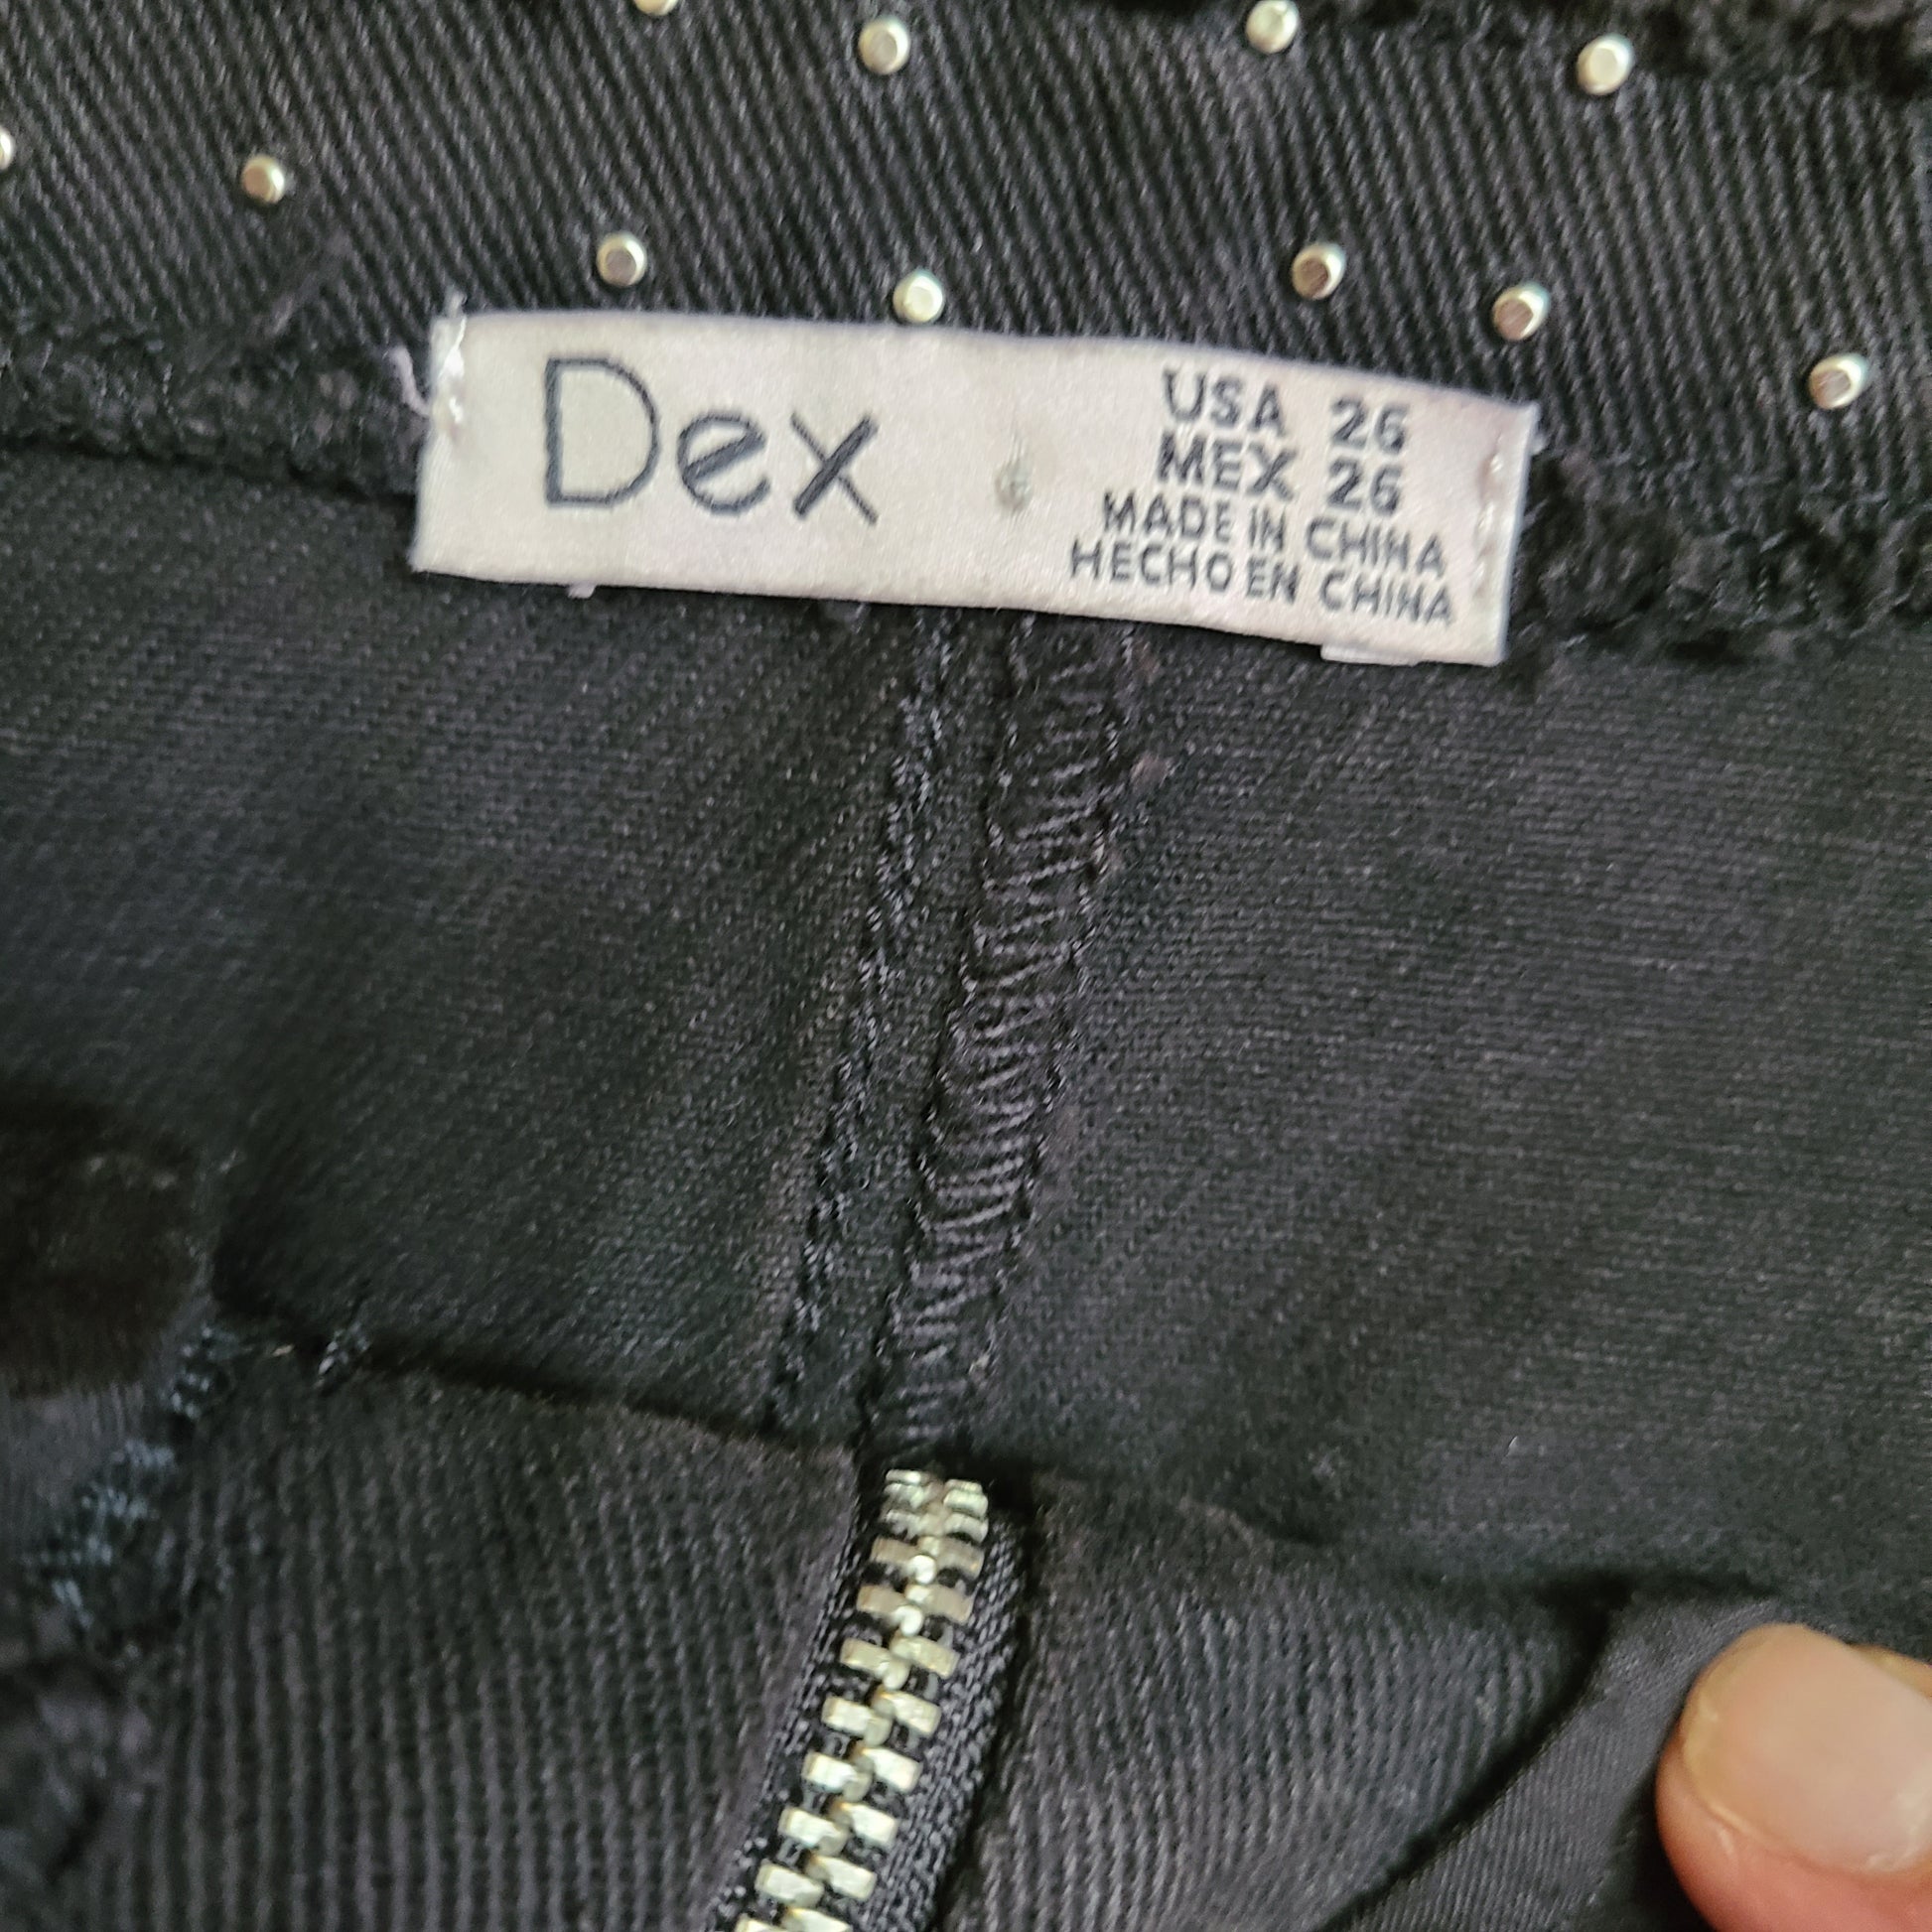 Dex
USA 26
MEX 26
MADE IN CHINA
HECHO EN CHINA